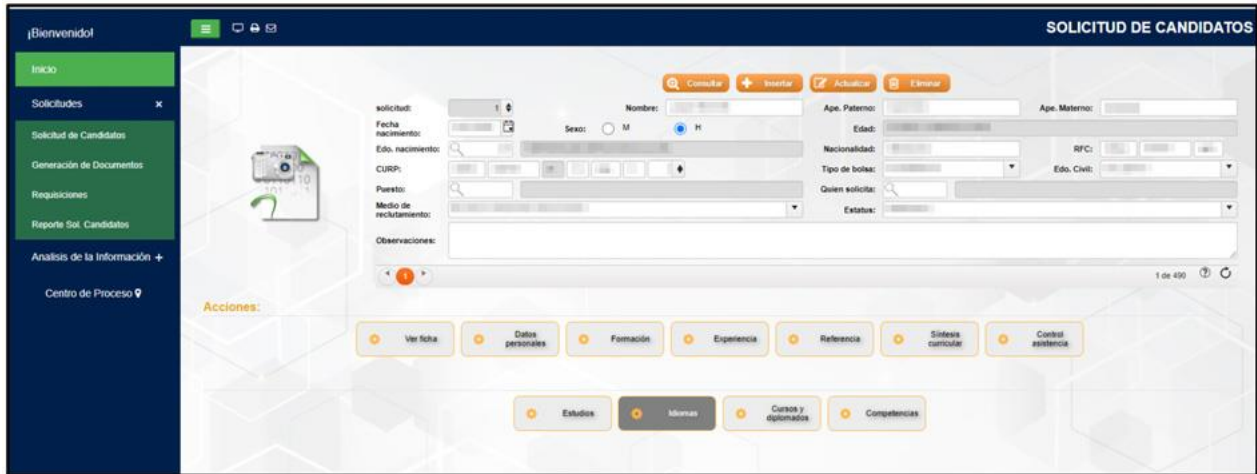 ¡Bienvenido!
SOLICITUD DE CANDIDATOS
Inicio
Solicitudes
Solicitud de Candidatos
Generación de Documentos
Requisiciones
Reporte Sol. Candidatos
Analisis de la Información +
Centro de Proceso
Consultar Insertar Actualizar Eliminar
solicitud: 1 Nombre: Ape. Paterno: Ape. Materno:
Fecha nacimiento: Sexo: M H Edad:
Edo. nacimiento: Nacionalidad: RFC:
CURP: Tipo de bolsa: Edo. Civil:
Puesto: Quien solicita:
Medio de reclutamiento: Estatus:
Observaciones:
1 1 de 490
Acciones:
Ver ficha Datos personales Formación Experiencia Referencia Síntesis curricular Control asistencia
Estudios Idiomas Cursos y diplomados Competencias